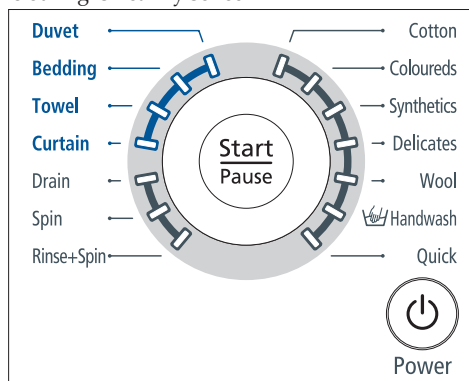 Duvet
Bedding
Towel
Curtain
Drain
Spin
Rinse+Spin
Start
Pause
Cotton
Coloureds
Synthetics
Delicates
Wool
Handwash
Quick
Power